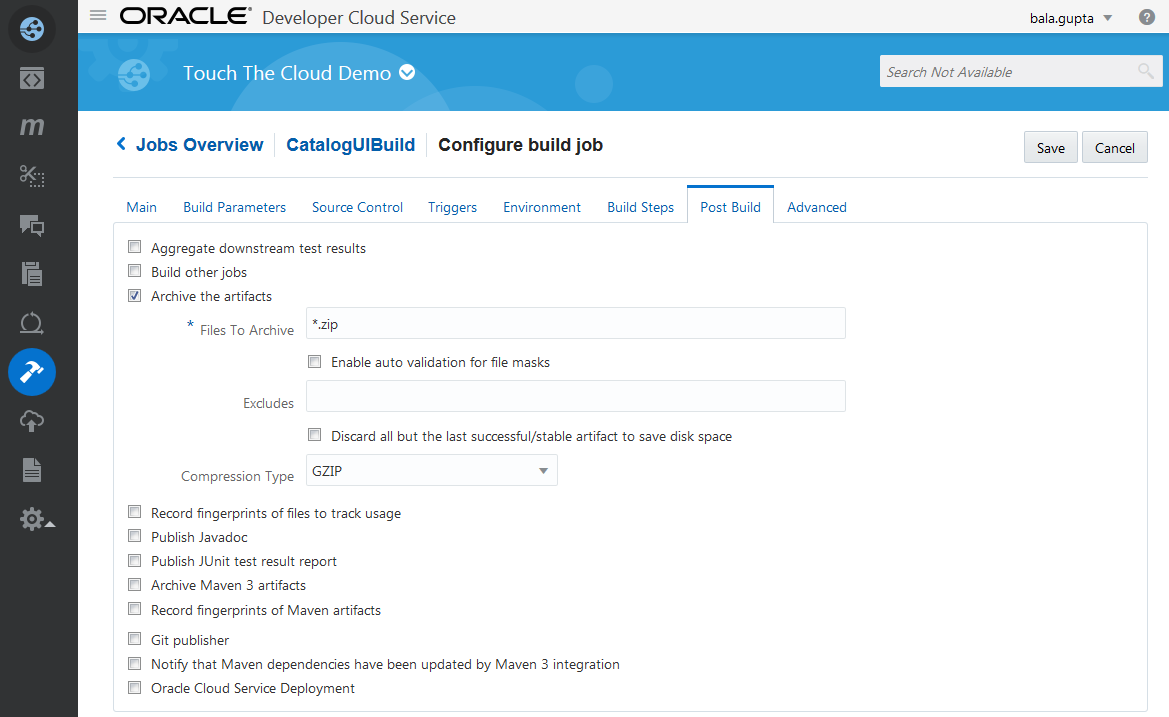 ORACLE® Developer Cloud Service bala.gupta ?
Touch The Cloud Demo Search Not Available
m
Jobs Overview CatalogUIBuild Configure build job Save Cancel
Main Build Parameters Source Control Triggers Environment Build Steps Post Build Advanced
Aggregate downstream test results
Build other jobs
Archive the artifacts
* Files To Archive *.zip
Enable auto validation for file masks
Excludes
Discard all but the last successful/stable artifact to save disk space
Compression Type GZIP
Record fingerprints of files to track usage
Publish Javadoc
Publish JUnit test result report
Archive Maven 3 artifacts
Record fingerprints of Maven artifacts
Git publisher
Notify that Maven dependencies have been updated by Maven 3 integration
Oracle Cloud Service Deployment